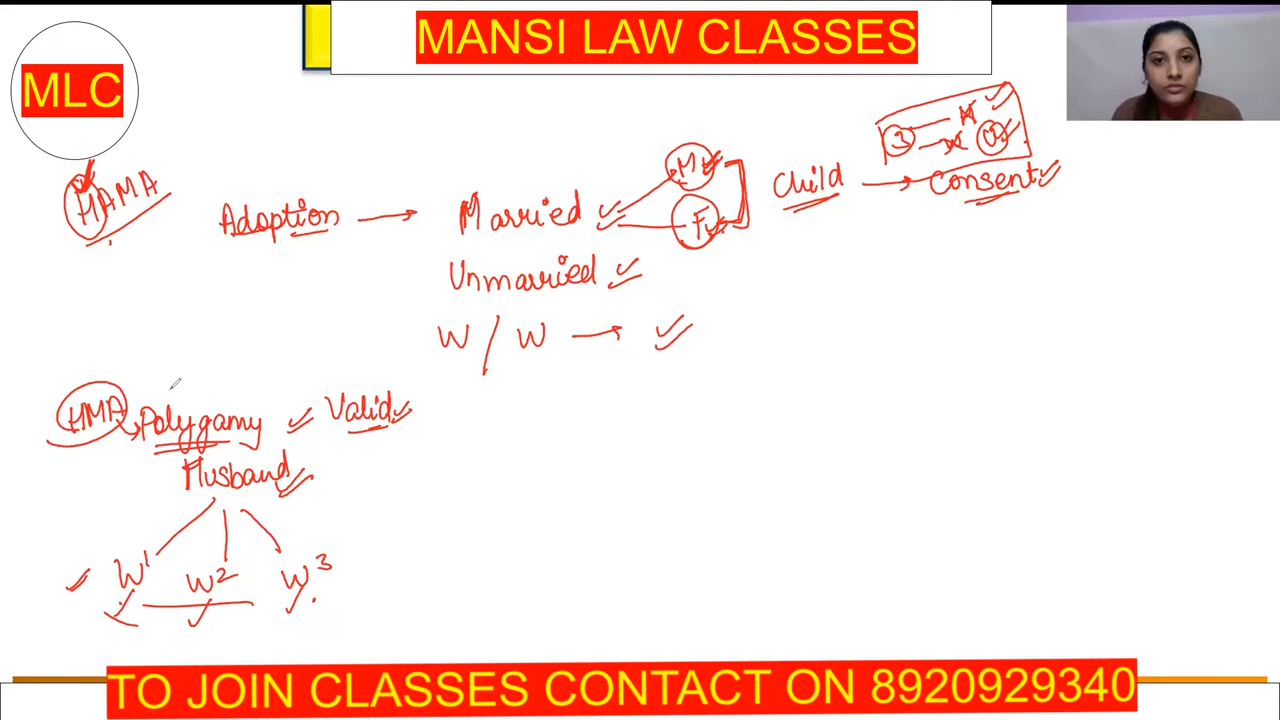 MANSI LAW CLASSES
MLC
HAMA
Adoption → Married
M
F
Child → Consent
3
Unmarried
W / W →
HMA → Polygamy Valid
Husband
W1 W2 W3
TO JOIN CLASSES CONTACT ON 8920929340